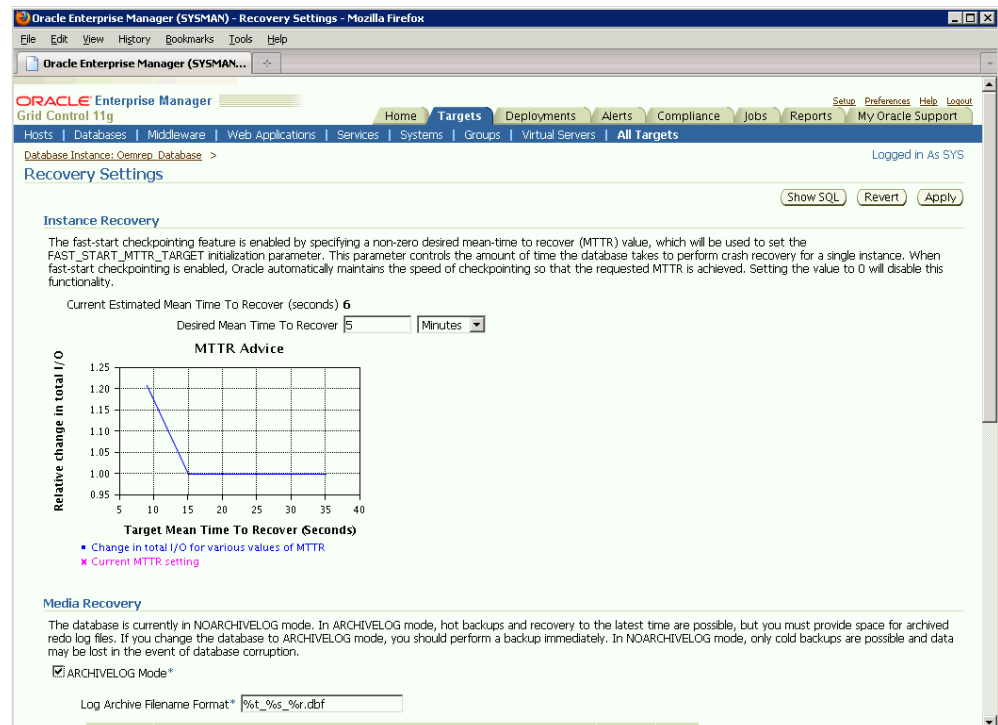 Oracle Enterprise Manager (SYSMAN) - Recovery Settings - Mozilla Firefox
File Edit View History Bookmarks Tools Help
Oracle Enterprise Manager (SYSMAN...
ORACLE Enterprise Manager
Grid Control 11g
Setup Preferences Help Logout
Home Targets Deployments Alerts Compliance Jobs Reports My Oracle Support
Hosts | Databases | Middleware | Web Applications | Services | Systems | Groups | Virtual Servers | All Targets
Database Instance: Oemrep_Database >
Logged in As SYS
Recovery Settings
Show SQL Revert Apply
Instance Recovery
The fast-start checkpointing feature is enabled by specifying a non-zero desired mean-time to recover (MTTR) value, which will be used to set the
FAST_START_MTTR_TARGET initialization parameter. This parameter controls the amount of time the database takes to perform crash recovery for a single instance. When
fast-start checkpointing is enabled, Oracle automatically maintains the speed of checkpointing so that the requested MTTR is achieved. Setting the value to 0 will disable this
functionality.
Current Estimated Mean Time To Recover (seconds) 6
Desired Mean Time To Recover 5 Minutes
MTTR Advice
Relative change in total I/O
1.25
1.20
1.15
1.10
1.05
1.00
0.95
5 10 15 20 25 30 35 40
Target Mean Time To Recover (Seconds)
Change in total I/O for various values of MTTR
Current MTTR setting
Media Recovery
The database is currently in NOARCHIVELOG mode. In ARCHIVELOG mode, hot backups and recovery to the latest time are possible, but you must provide space for archived
redo log files. If you change the database to ARCHIVELOG mode, you should perform a backup immediately. In NOARCHIVELOG mode, only cold backups are possible and data
may be lost in the event of database corruption.
ARCHIVELOG Mode*
Log Archive Filename Format* %t_%s_%r.dbf